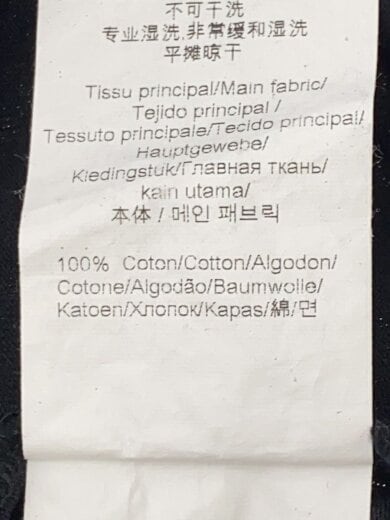 不可干洗
专业湿洗,非常缓和湿洗
平摊晾干
Tissu principal/Main fabric/
Tejido principal /
Tessuto principale/Tecido principal/
Hauptgewebe/
Kledingstuk/Главная ткань/
kain utama/
本体 / 메인 패브릭
100% Coton/Cotton/Algodon/
Cotone/Algodão/Baumwolle/
Katoen/Хлопок/Kapas/綿/면